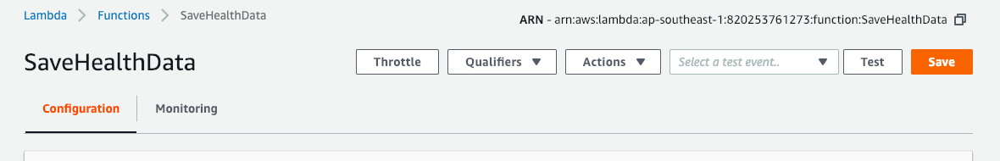 Lambda > Functions > SaveHealthData
ARN - arn:aws:lambda:ap-southeast-1:820253761273:function:SaveHealthData
SaveHealthData
Throttle Qualifiers Actions Select a test event.. Test Save
Configuration Monitoring